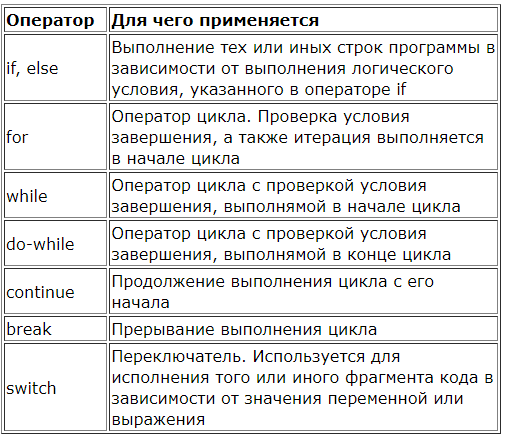 Оператор Для чего применяется
if, else
Выполнение тех или иных строк программы в
зависимости от выполнения логического
условия, указанного в операторе if
for
Оператор цикла. Проверка условия
завершения, а также итерация выполняется
в начале цикла
while
Оператор цикла с проверкой условия
завершения, выполнямой в начале цикла
do-while
Оператор цикла с проверкой условия
завершения, выполнямой в конце цикла
continue
Продолжение выполнения цикла с его
начала
break Прерывание выполнения цикла
switch
Переключатель. Используется для
исполнения того или иного фрагмента кода в
зависимости от значения переменной или
выражения